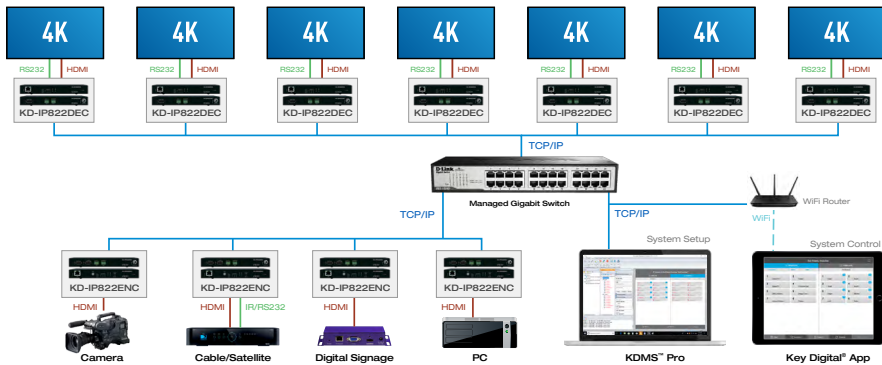 4K 4K 4K 4K 4K 4K 4K
RS232 HDMI RS232 HDMI RS232 HDMI RS232 HDMI RS232 HDMI RS232 HDMI RS232 HDMI
KD-IP822DEC KD-IP822DEC KD-IP822DEC KD-IP822DEC KD-IP822DEC KD-IP822DEC KD-IP822DEC
TCP/IP
D-Link
Managed Gigabit Switch
WiFi Router
TCP/IP
TCP/IP
WiFi
System Setup
System Control
KD-IP822ENC KD-IP822ENC KD-IP822ENC KD-IP822ENC
HDMI HDMI IR/RS232 HDMI HDMI
Camera Cable/Satellite Digital Signage PC KDMS™ Pro Key Digital® App